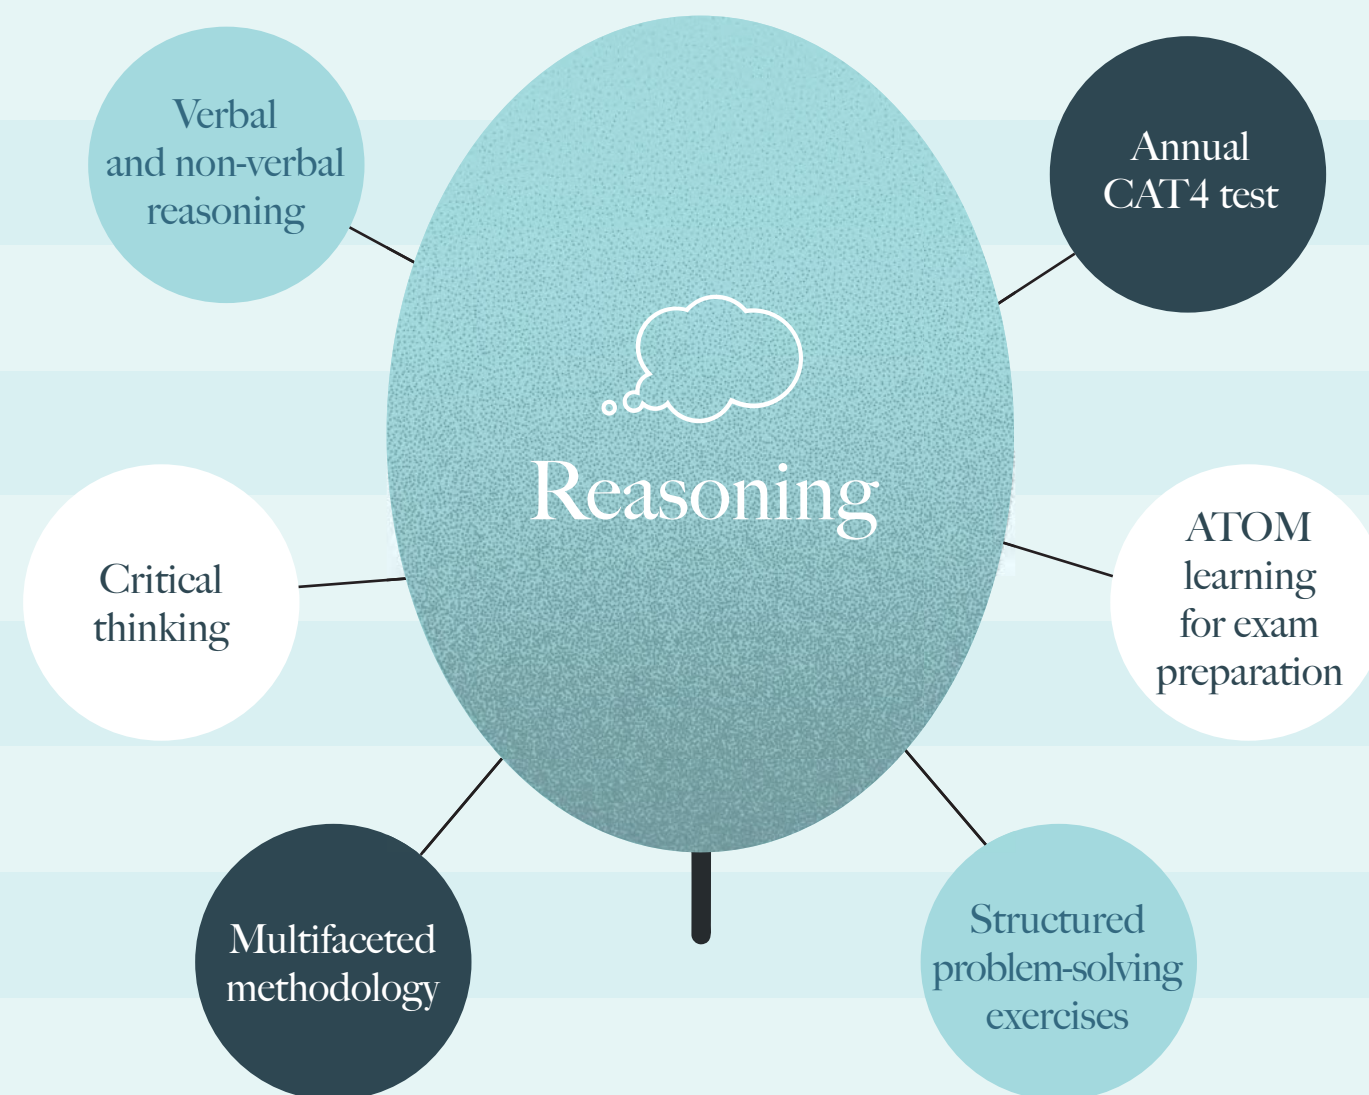 Verbal
and non-verbal
reasoning
Annual
CAT4 test
Reasoning
Critical
thinking
ATOM
learning
for exam
preparation
Multifaceted
methodology
Structured
problem-solving
exercises